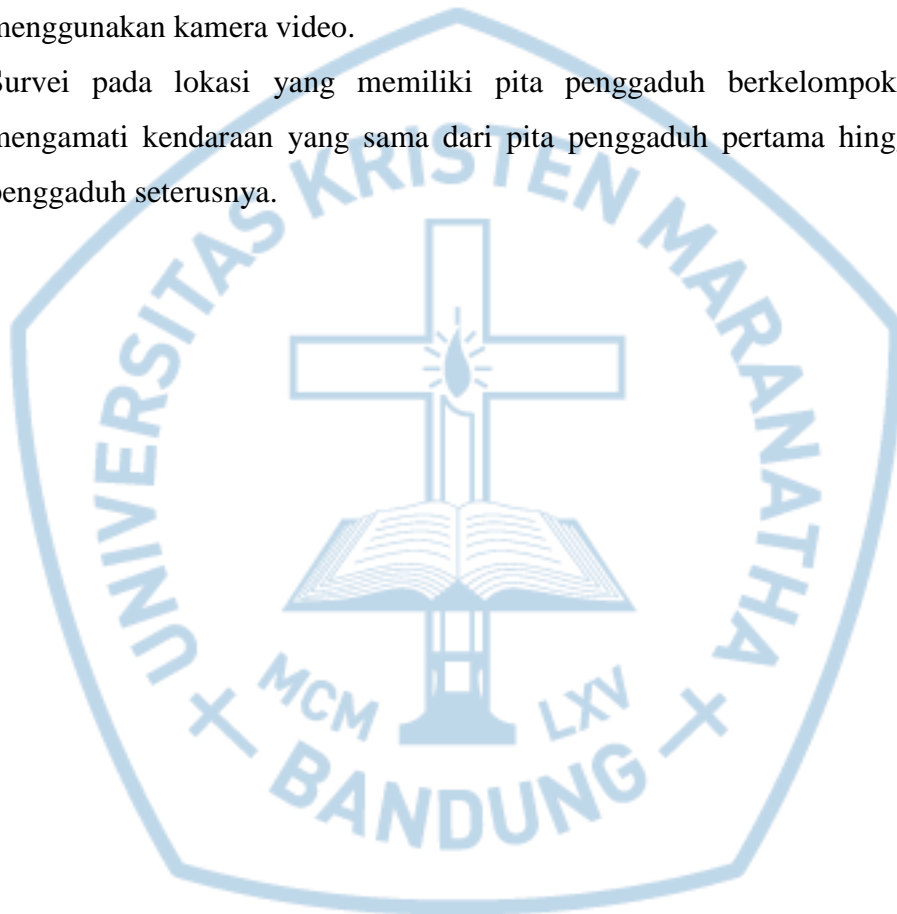 menggunakan kamera video.
Survei pada lokasi yang memiliki pita penggaduh berkelompok
mengamati kendaraan yang sama dari pita penggaduh pertama hingg
penggaduh seterusnya.
UNIVERSITAS KRISTEN MARANATHA
MCM LXV
BANDUNG